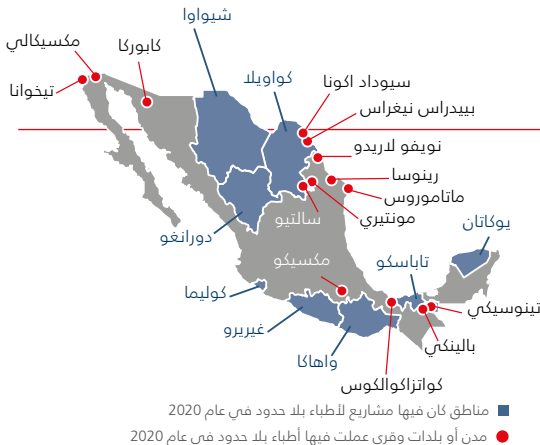 شيواوا
مكسيكالي
كابوركا
تيخوانا
كواويلا
سيوداد اكونا
بييدراس نيغراس
نويفو لاريدو
رينوسا
ماتاموروس
مونتيري
سالتيو
دورانغو
يوكاتان
مكسيكو
تاباسكو
كوليما
تينوسيكي
غيريرو
بالينكي
واهاكا
كواتزاكوالكوس
مناطق كان فيها مشاريع لأطباء بلا حدود في عام 2020
مدن أو بلدات وقرى عملت فيها أطباء بلا حدود في عام 2020